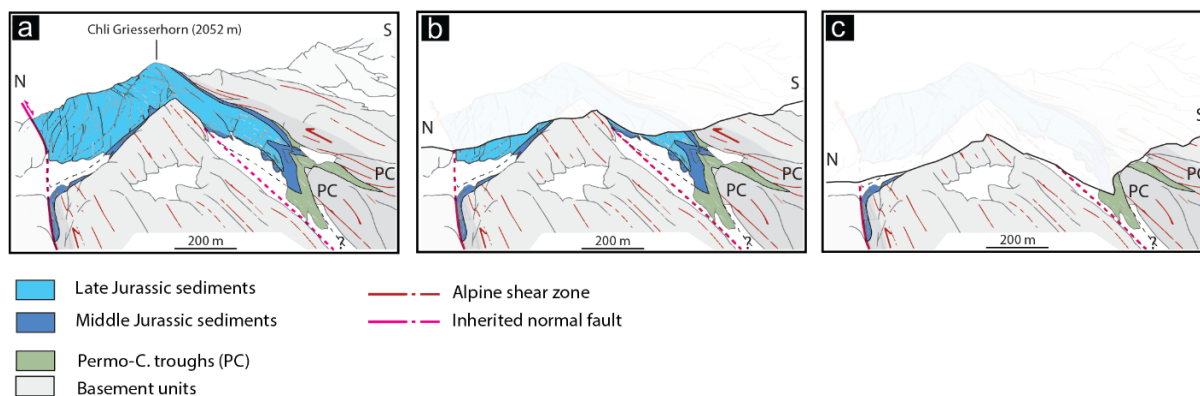 a
Chli Griesserhorn (2052 m)
S
N
PC
PC
200 m
?
b
S
N
PC
PC
200 m
?
c
S
N
PC
PC
200 m
?
Late Jurassic sediments
Middle Jurassic sediments
Permo-C. troughs (PC)
Basement units
Alpine shear zone
Inherited normal fault